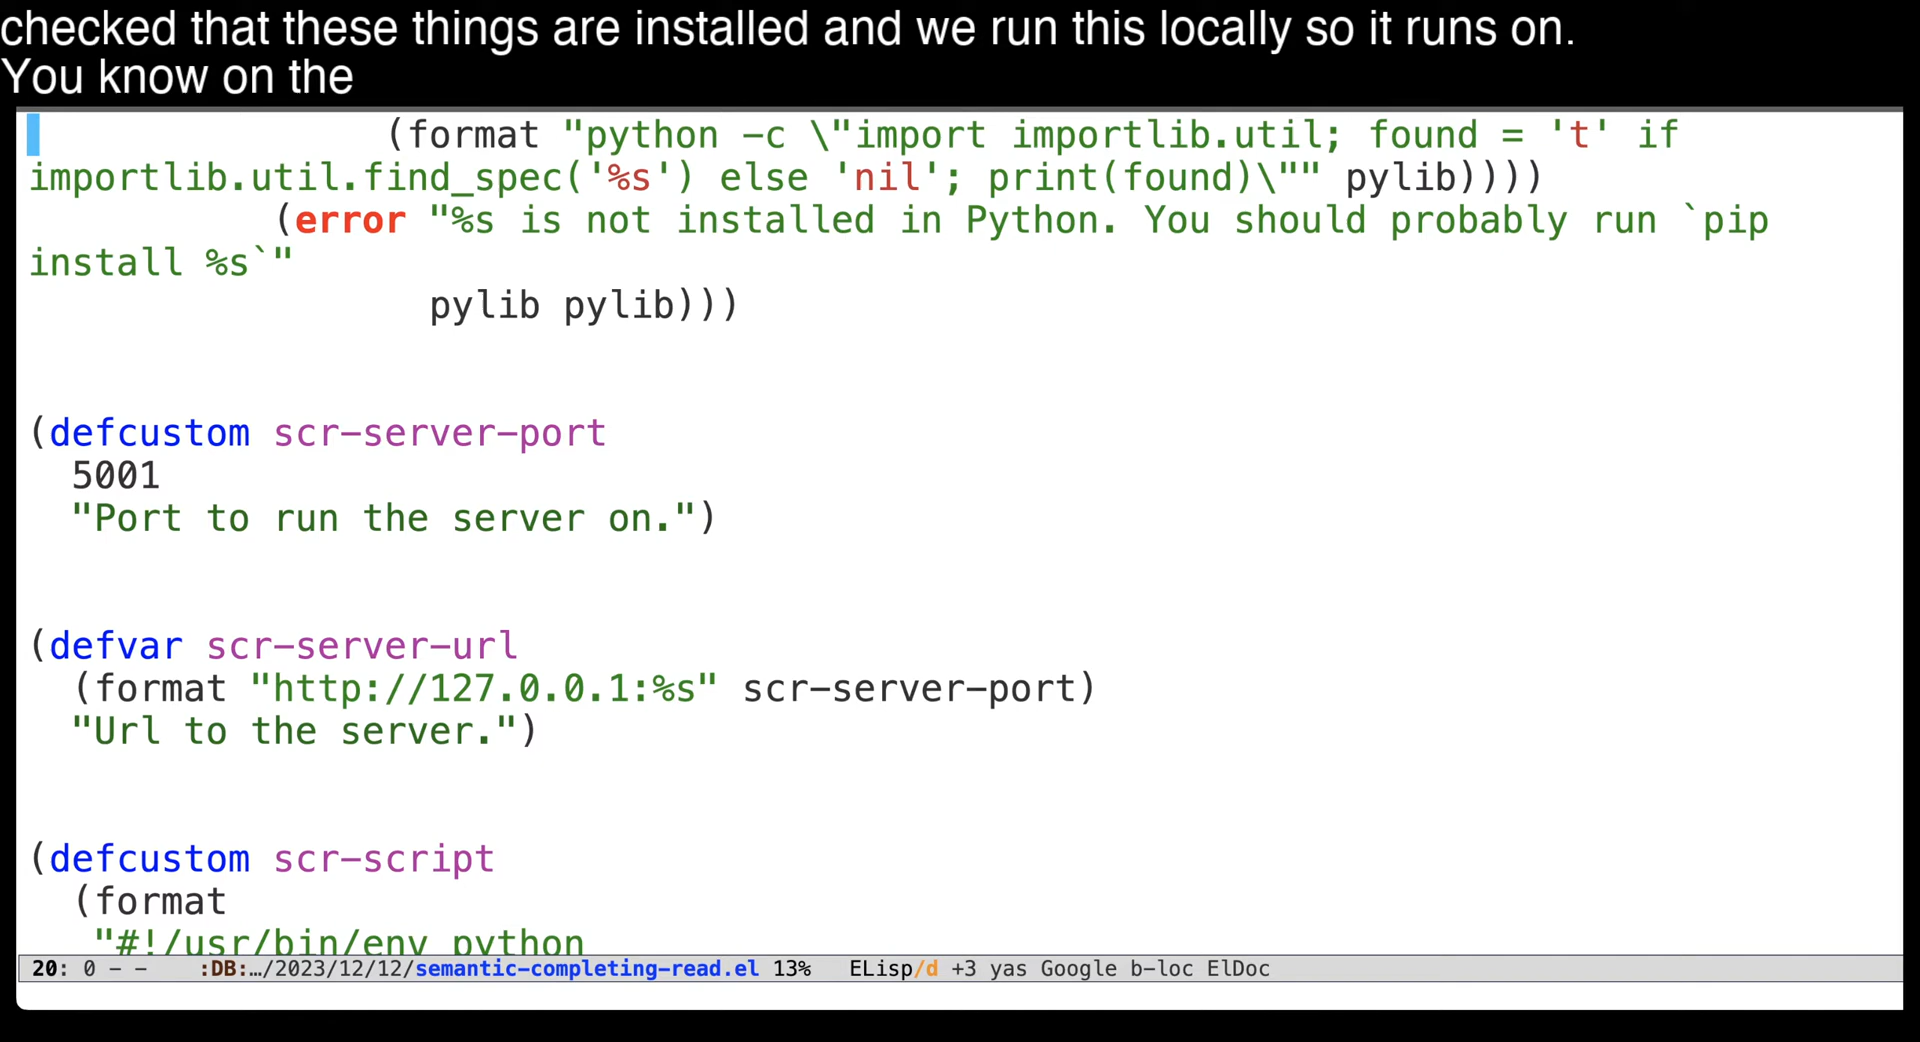 checked that these things are installed and we run this locally so it runs on.
You know on the
(format "python -c \"import importlib.util; found = 't' if
importlib.util.find_spec('%s') else 'nil'; print(found)\"" pylib))))
(error "%s is not installed in Python. You should probably run `pip
install %s`"
pylib pylib)))
(defcustom scr-server-port
5001
"Port to run the server on.")
(defvar scr-server-url
(format "http://127.0.0.1:%s" scr-server-port)
"Url to the server.")
(defcustom scr-script
(format
"#!/usr/bin/env python
20: 0 - - :DB:…/2023/12/12/semantic-completing-read.el 13% ELisp/d +3 yas Google b-loc ElDoc